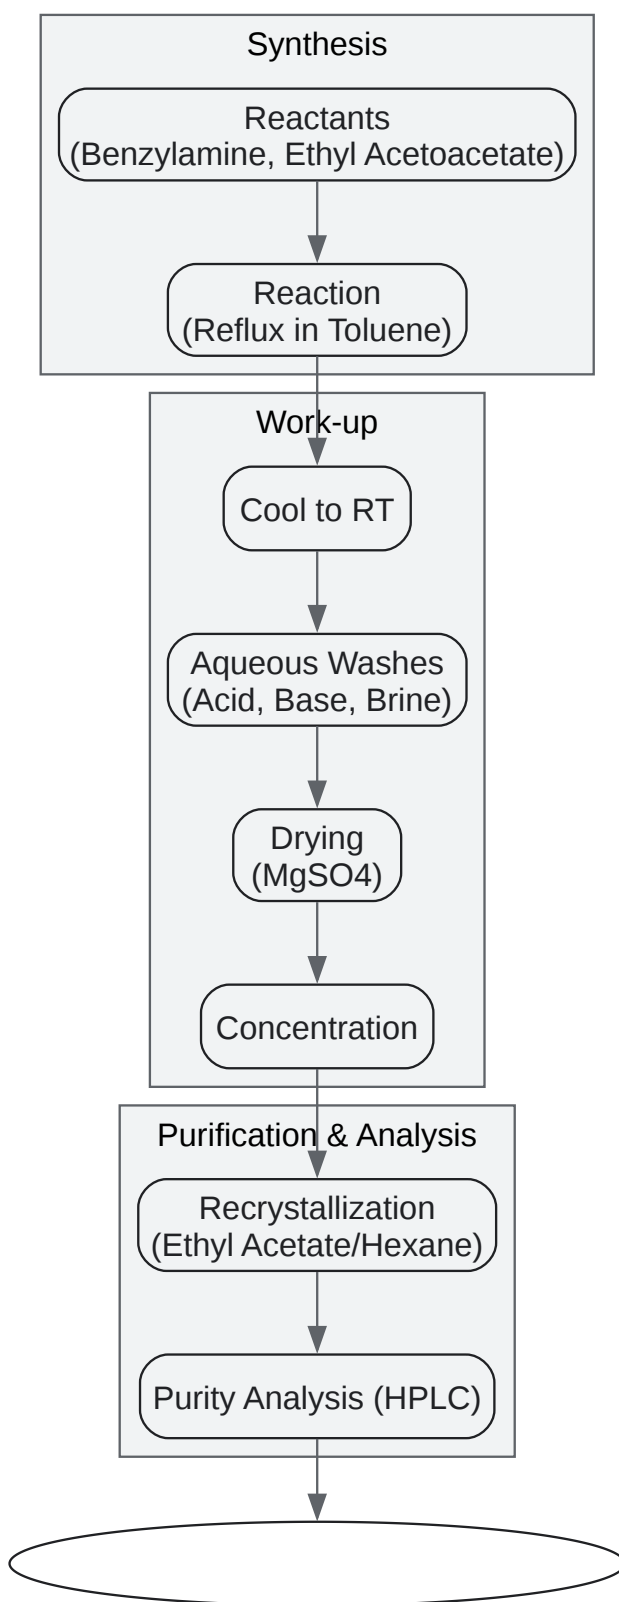 Synthesis
Reactants
(Benzylamine, Ethyl Acetoacetate)
Reaction
(Reflux in Toluene)
Work-up
Cool to RT
Aqueous Washes
(Acid, Base, Brine)
Drying
(MgSO4)
Concentration
Purification & Analysis
Recrystallization
(Ethyl Acetate/Hexane)
Purity Analysis (HPLC)